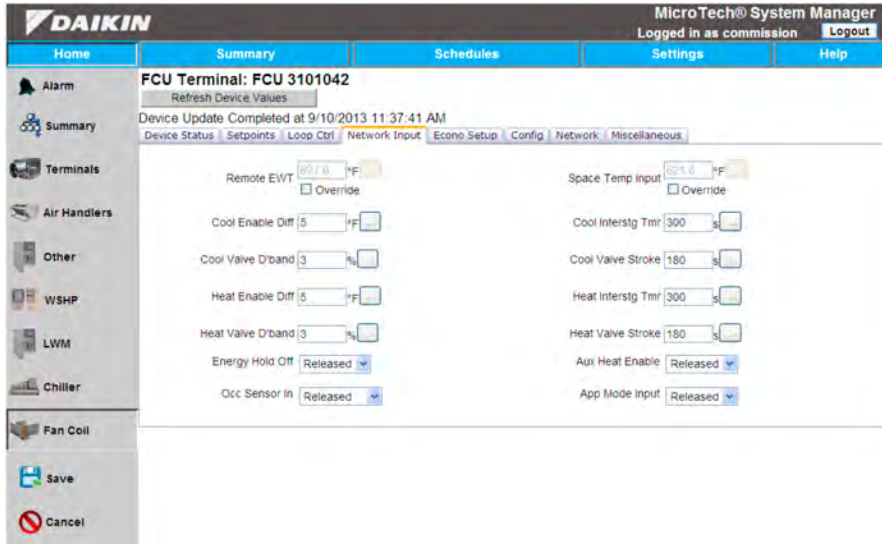 DAIKIN
MicroTech® System Manager
Logged in as commission Logout
Home Summary Schedules Settings Help
Alarm
Summary
Terminals
Air Handlers
Other
WSHP
LWM
Chiller
Fan Coil
Save
Cancel
FCU Terminal: FCU 3101042
Refresh Device Values
Device Update Completed at 9/10/2013 11:37:41 AM
Device Status Setpoints Loop Ctrl Network Input Econo Setup Config Network Miscellaneous
Remote EWT °F
Override
Space Temp Input °F
Override
Cool Enable Diff 5 °F ...
Cool Interstg Tmr 300 s ...
Cool Valve D'band 3 % ...
Cool Valve Stroke 180 s ...
Heat Enable Diff 5 °F ...
Heat Interstg Tmr 300 s ...
Heat Valve D'band 3 % ...
Heat Valve Stroke 180 s ...
Energy Hold Off Released
Aux Heat Enable Released
Occ Sensor In Released
App Mode Input Released